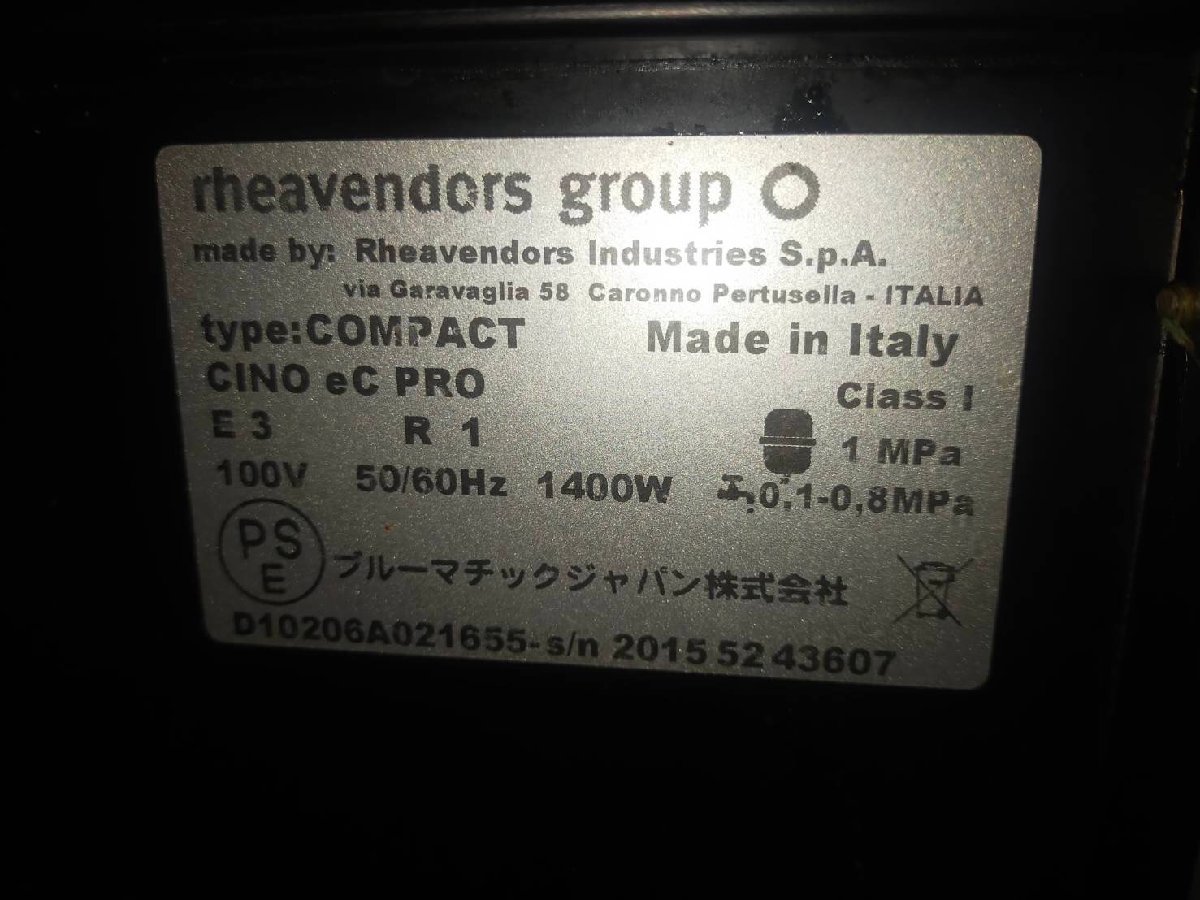 rheavendors group
made by: Rheavendors Industries S.p.A.
via Garavaglia 58 Caronno Pertusella - ITALIA
type:COMPACT Made in Italy
CINO eC PRO Class I
E 3 R 1 1 MPa
100V 50/60Hz 1400W 0,1-0,8MPa
PS
E
ブルーマチックジャパン株式会社
D10206A021655-s/n 2015 52 43607